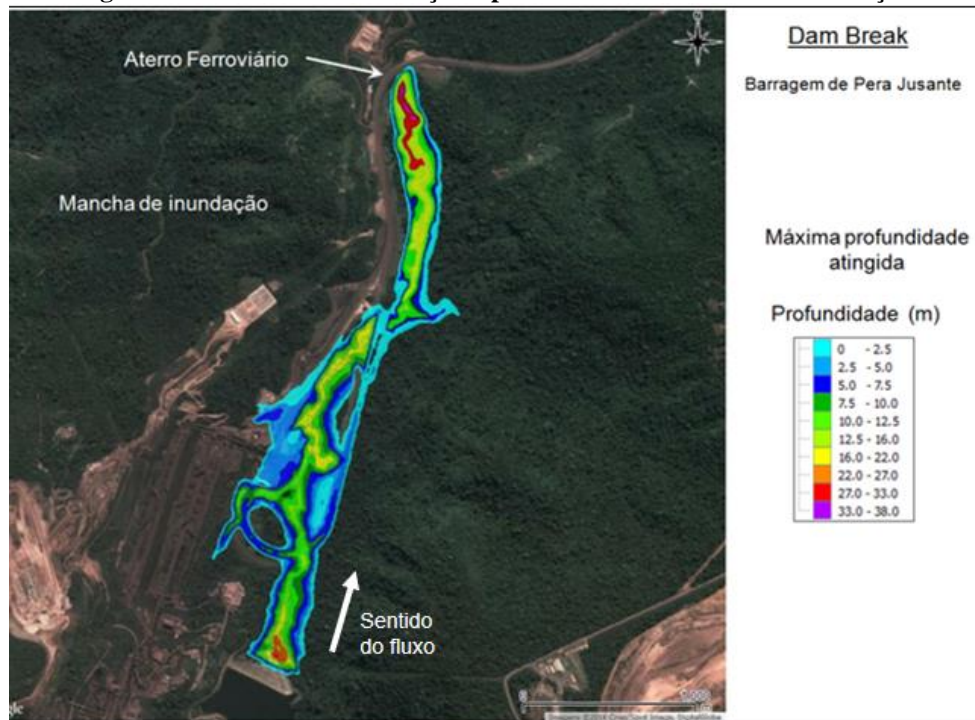 Aterro Ferroviário
Mancha de inundação
Sentido
do fluxo
Dam Break
Barragem de Pera Jusante
Máxima profundidade
atingida
Profundidade (m)
0 - 2.5
2.5 - 5.0
5.0 - 7.5
7.5 - 10.0
10.0 - 12.5
12.5 - 16.0
16.0 - 22.0
22.0 - 27.0
27.0 - 33.0
33.0 - 38.0